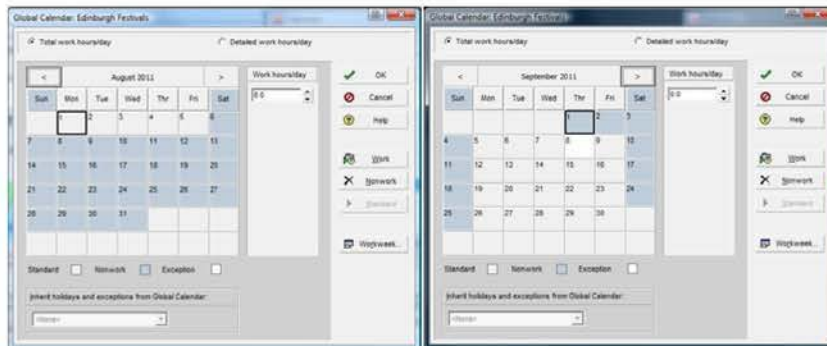 Global Calendar: Edinburgh Festivals
Total work hours/day
Detailed work hours/day
<
August 2011
>
Sun Mon Tue Wed Thr Fri Sat
1 2 3 4 5 6
7 8 9 10 11 12 13
14 15 16 17 18 19 20
21 22 23 24 25 26 27
28 29 30 31
Work hours/day
8.0
OK
Cancel
Help
Work
Nonwork
Standard
Workweek...
Standard Nonwork Exception
Inherit holidays and exceptions from Global Calendar:
<None>
Global Calendar: Edinburgh Festivals
Total work hours/day
Detailed work hours/day
<
September 2011
>
Sun Mon Tue Wed Thr Fri Sat
1 2 3
4 5 6 7 8 9 10
11 12 13 14 15 16 17
18 19 20 21 22 23 24
25 26 27 28 29 30
Work hours/day
8.0
OK
Cancel
Help
Work
Nonwork
Standard
Workweek...
Standard Nonwork Exception
Inherit holidays and exceptions from Global Calendar:
<None>